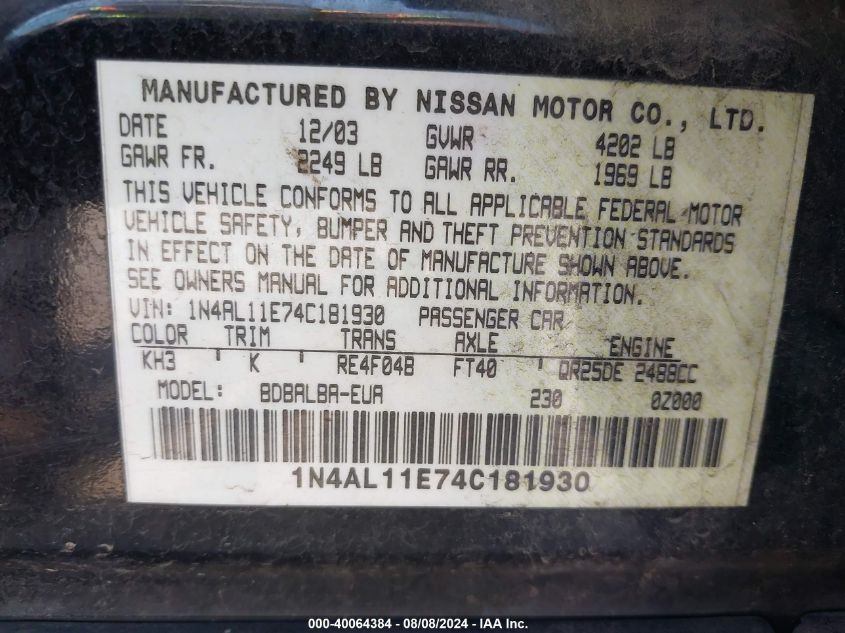 MANUFACTURED BY NISSAN MOTOR CO., LTD.
DATE 12/03 GVWR 4202 LB
GAWR FR. 2249 LB GAWR RR. 1969 LB
THIS VEHICLE CONFORMS TO ALL APPLICABLE FEDERAL MOTOR
VEHICLE SAFETY, BUMPER AND THEFT PREVENTION STANDARDS
IN EFFECT ON THE DATE OF MANUFACTURE SHOWN ABOVE.
SEE OWNERS MANUAL FOR ADDITIONAL INFORMATION.
VIN: 1N4AL11E74C181930 PASSENGER CAR
COLOR TRIM TRANS AXLE ENGINE
KH3 K RE4F04B FT40 QR25DE 2488CC
MODEL: BDBALBA-EUA 230 0Z000
1N4AL11E74C181930
000-40064384 - 08/08/2024 - IAA Inc.